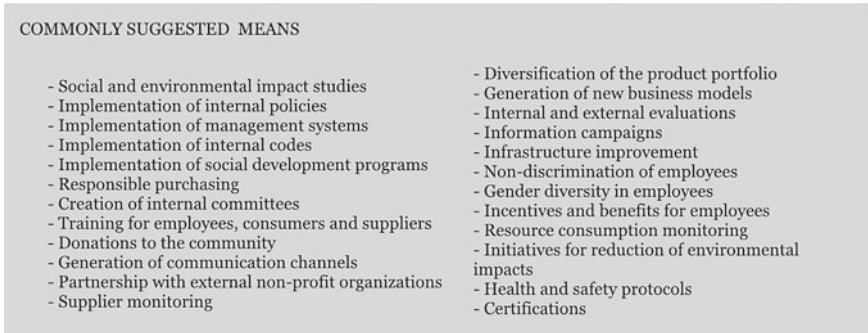 COMMONLY SUGGESTED MEANS
- Social and environmental impact studies
- Implementation of internal policies
- Implementation of management systems
- Implementation of internal codes
- Implementation of social development programs
- Responsible purchasing
- Creation of internal committees
- Training for employees, consumers and suppliers
- Donations to the community
- Generation of communication channels
- Partnership with external non-profit organizations
- Supplier monitoring
- Diversification of the product portfolio
- Generation of new business models
- Internal and external evaluations
- Information campaigns
- Infrastructure improvement
- Non-discrimination of employees
- Gender diversity in employees
- Incentives and benefits for employees
- Resource consumption monitoring
- Initiatives for reduction of environmental
impacts
- Health and safety protocols
- Certifications